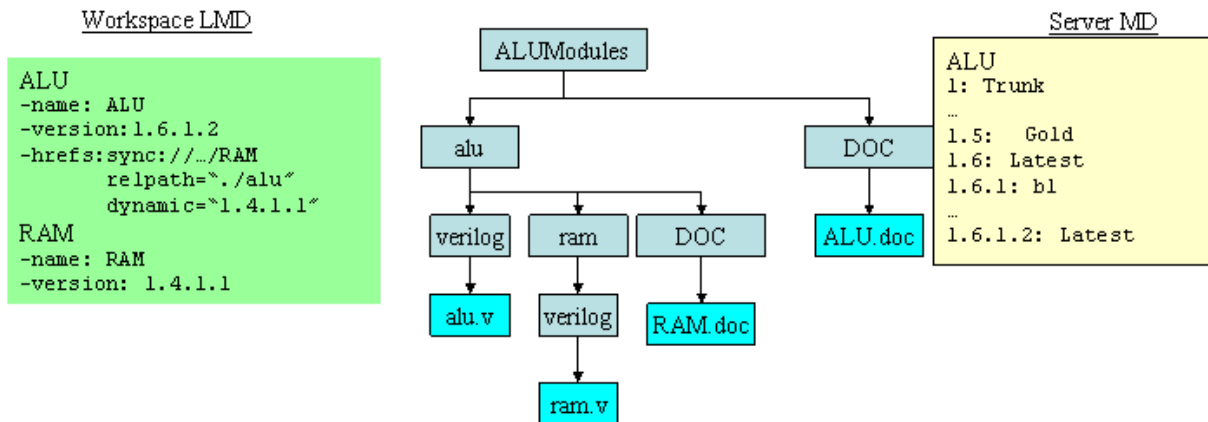 Workspace LMD
ALU
-name: ALU
-version:1.6.1.2
-hrefs:sync://…/RAM
relpath="./alu"
dynamic="1.4.1.1"
RAM
-name: RAM
-version: 1.4.1.1
ALUModules
alu
DOC
verilog
ram
DOC
ALU.doc
alu.v
verilog
RAM.doc
ram.v
Server MD
ALU
1: Trunk
…
1.5: Gold
1.6: Latest
1.6.1: bl
…
1.6.1.2: Latest